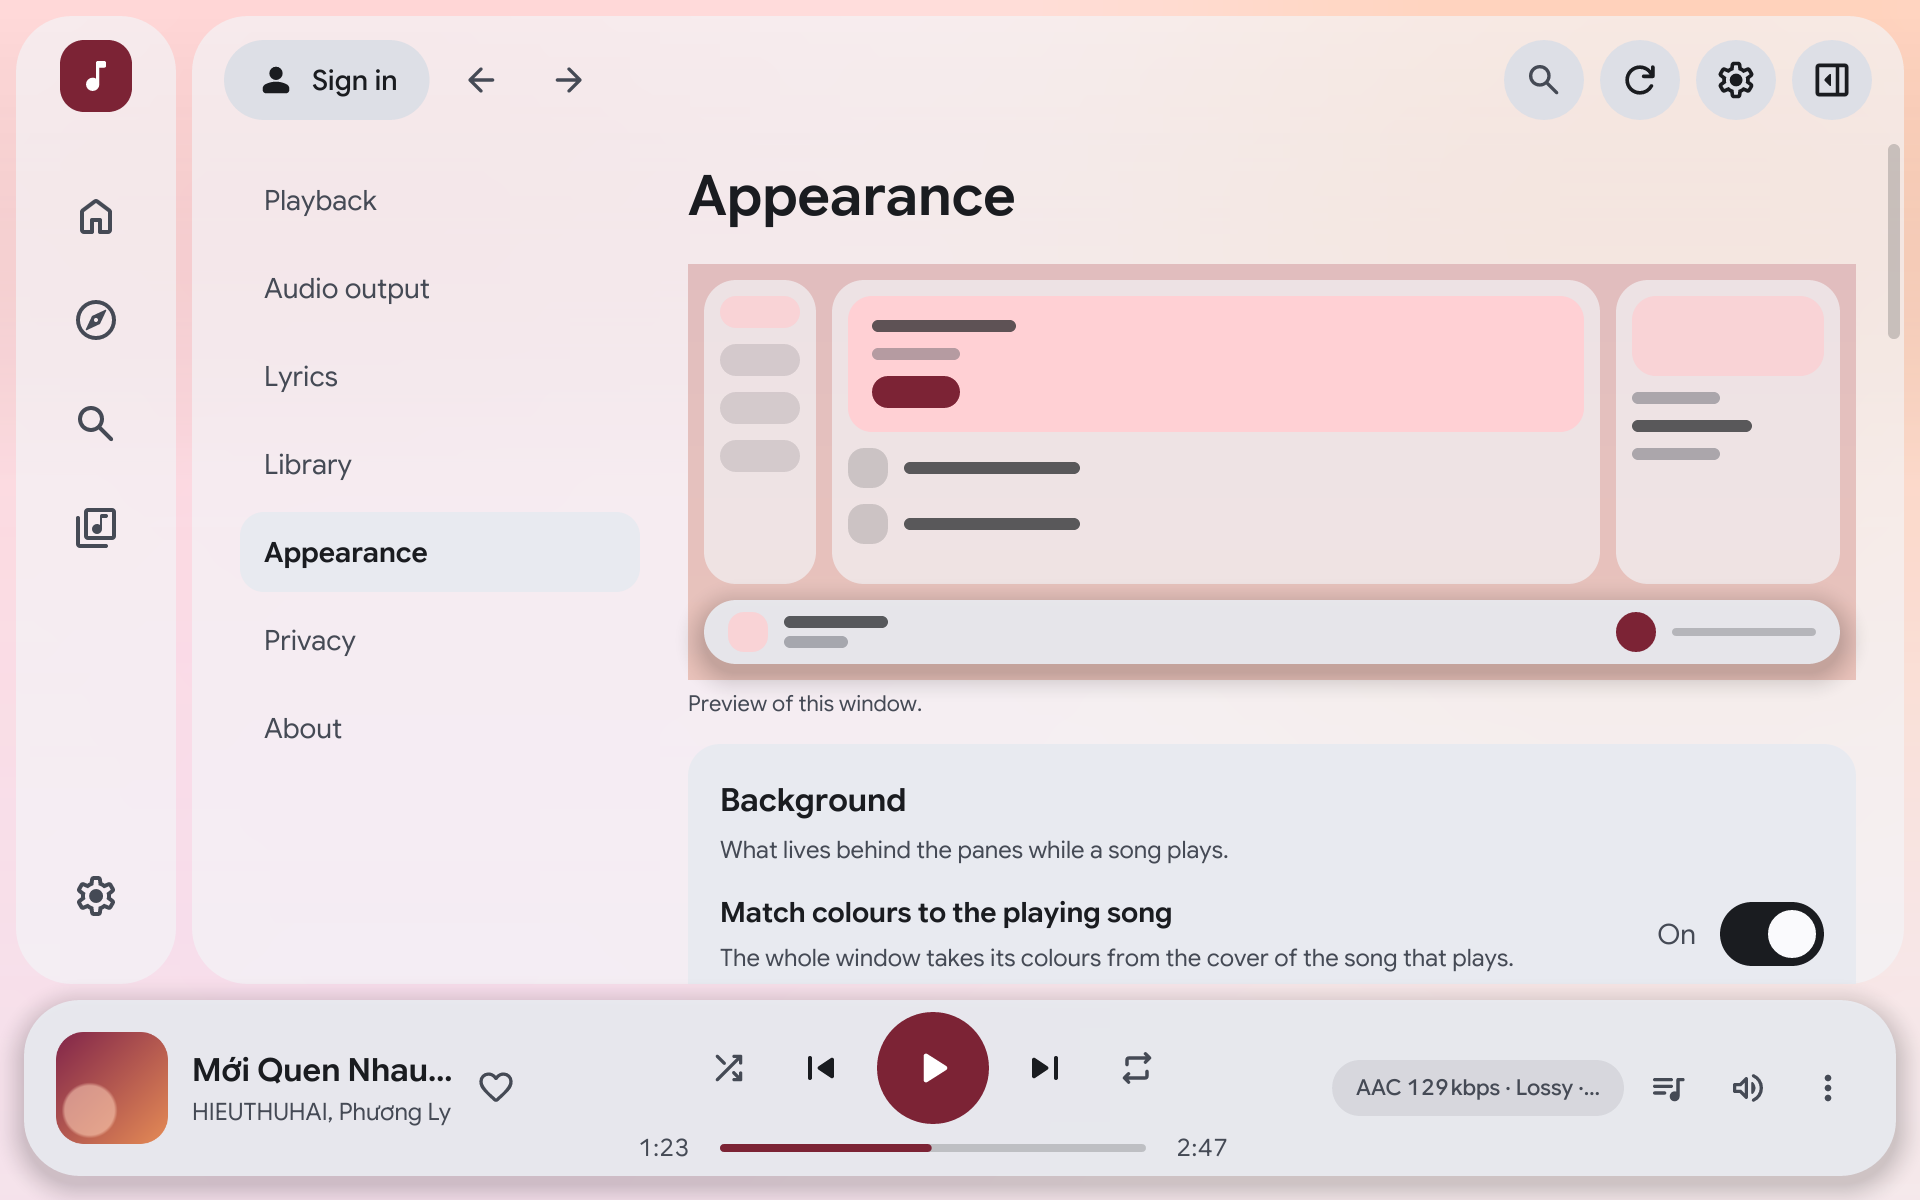 Sign in
Playback
Audio output
Lyrics
Library
Appearance
Privacy
About
Appearance
Preview of this window.
Background
What lives behind the panes while a song plays.
Match colours to the playing song
The whole window takes its colours from the cover of the song that plays.
On
Mới Quen Nhau...
HIEUTHUHAI, Phương Ly
1:23
2:47
AAC 129 kbps · Lossy ·...